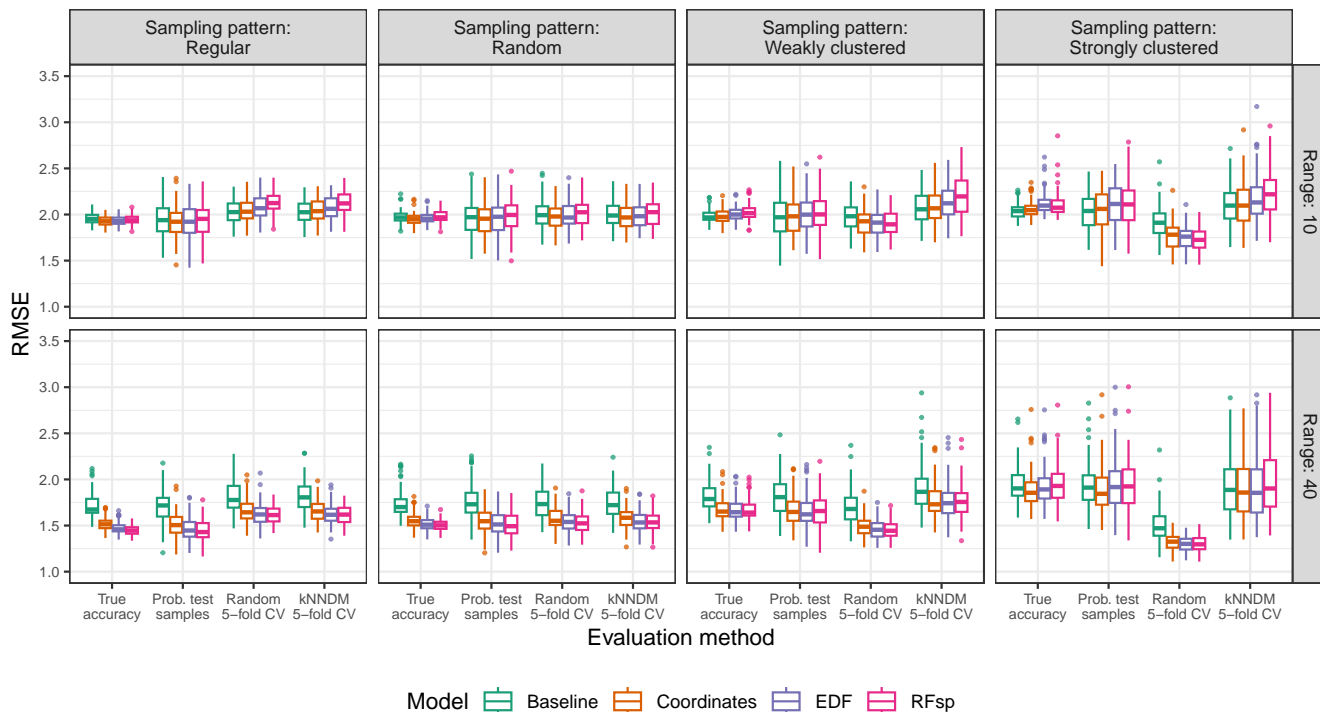 Sampling pattern:
Regular
Sampling pattern:
Random
Sampling pattern:
Weakly clustered
Sampling pattern:
Strongly clustered
RMSE
3.5
3.0
2.5
2.0
1.5
1.0
Range: 10
3.5
3.0
2.5
2.0
1.5
1.0
Range: 40
True
accuracy
Prob. test
samples
Random
5−fold CV
kNNDM
5−fold CV
True
accuracy
Prob. test
samples
Random
5−fold CV
kNNDM
5−fold CV
True
accuracy
Prob. test
samples
Random
5−fold CV
kNNDM
5−fold CV
True
accuracy
Prob. test
samples
Random
5−fold CV
kNNDM
5−fold CV
Evaluation method
Model Baseline Coordinates EDF RFsp